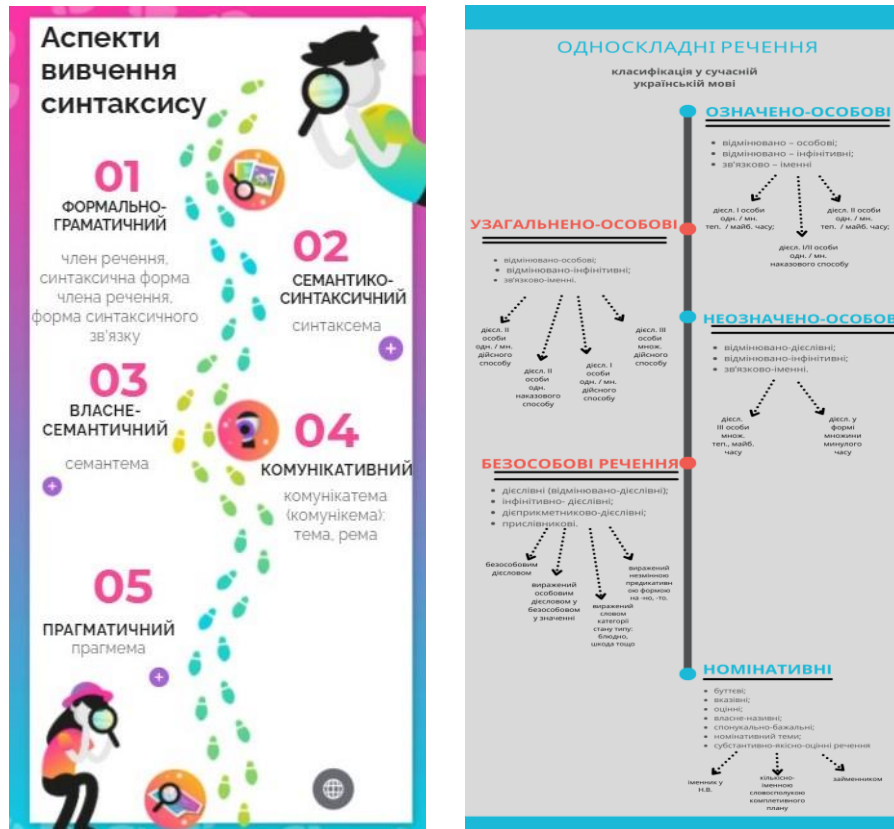 Аспекти
вивчення
синтаксису
01
ФОРМАЛЬНО-
ГРАМАТИЧНИЙ
член речення,
синтаксична форма
члена речення,
форма синтаксичного
зв'язку
02
СЕМАНТИКО-
СИНТАКСИЧНИЙ
синтаксема
03
ВЛАСНЕ-
СЕМАНТИЧНИЙ
семантема
04
КОМУНІКАТИВНИЙ
комунікатема
(комунікема):
тема, рема
05
ПРАГМАТИЧНИЙ
прагмема
ОДНОСКЛАДНІ РЕЧЕННЯ
класифікація у сучасній
українській мові
ОЗНАЧЕНО-ОСОБОВІ
• відмінювано – особові;
• відмінювано – інфінітивні;
• зв'язково – іменні
дієсл. І особи
одн. / мн.
теп. / майб. часу;
дієсл. І/ІІ особи
одн. / мн.
наказового способу
дієсл. ІІ особи
одн. / мн.
теп. / майб. часу;
УЗАГАЛЬНЕНО-ОСОБОВІ
• відмінювано-особові;
• відмінювано-інфінітивні;
• зв'язково-іменні.
дієсл. ІІ
особи
одн. / мн.
дійсного
способу
дієсл. ІІ
особи
одн.
наказового
способу
дієсл. І
особи
одн. / мн.
дійсного
способу
дієсл. ІІІ
особи
множ.
дійсного
способу
НЕОЗНАЧЕНО-ОСОБОВ
• відмінювано-дієслівні;
• відмінювано-інфінітивні;
• зв'язково-іменні.
дієсл.
ІІІ особи
множ.
теп., майб.
часу
дієсл. у
формі
множини
минулого
часу
БЕЗОСОБОВІ РЕЧЕННЯ
• дієслівні (відмінювано-дієслівні);
• інфінітивно- дієслівні;
• дієприкметниково-дієслівні;
• прислівникові.
безособовим
дієсловом
виражений
особовим
дієсловом у
безособовом
у значенні
виражений
словом
категорії
стану типу:
блюдно,
шкода тощо
виражений
незмінною
предикативн
ою формою
на -но, -то.
НОМІНАТИВНІ
• буттєві;
• вказівні;
• оцінні;
• власне-називні;
• спонукально-бажальні;
• номінативний теми;
• субстантивно-якісно-оцінні речення
іменник у
Н.В.
кількісно-
іменною
словосполукою
комплетивного
плану
займенником